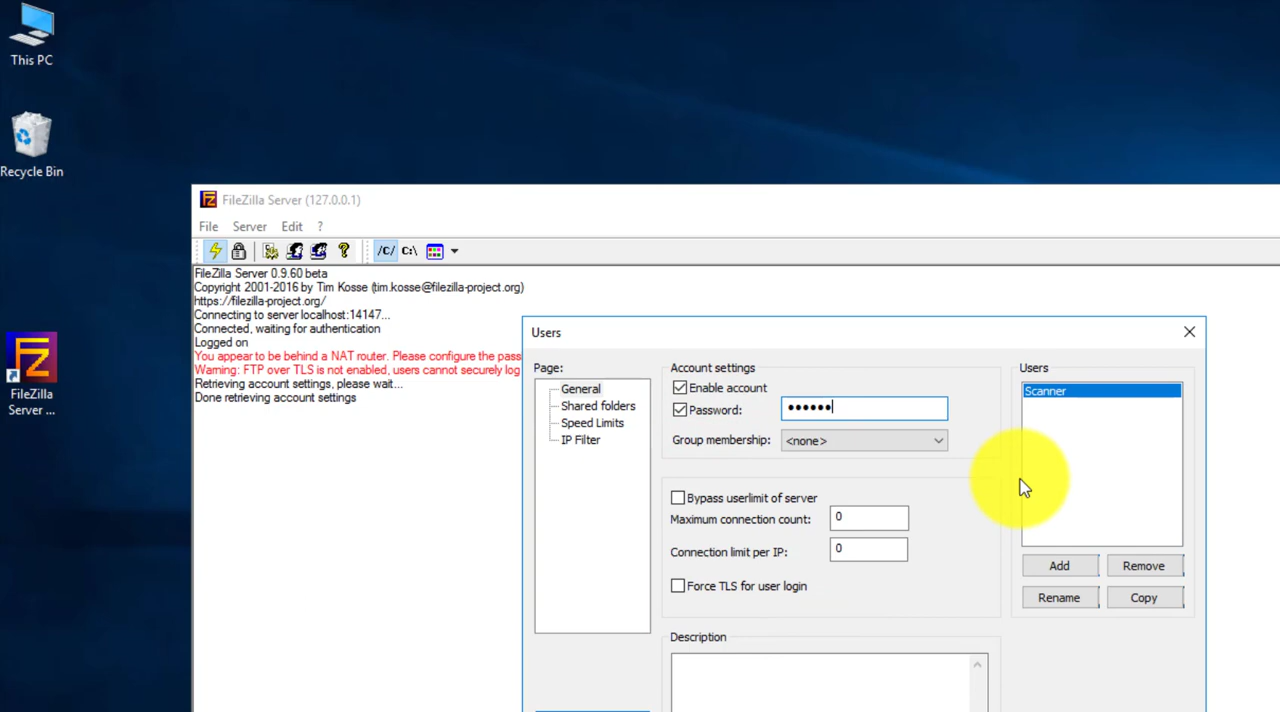 This PC
Recycle Bin
FileZilla
Server ...
FileZilla Server (127.0.0.1)
File Server Edit ?
/C/ C:\
FileZilla Server 0.9.60 beta
Copyright 2001-2016 by Tim Kosse (tim.kosse@filezilla-project.org)
https://filezilla-project.org/
Connecting to server localhost:14147...
Connected, waiting for authentication
Logged on
You appear to be behind a NAT router. Please configure the pass
Warning: FTP over TLS is not enabled, users cannot securely log
Retrieving account settings, please wait...
Done retrieving account settings
Users
Page:
General
Shared folders
Speed Limits
IP Filter
Account settings
Enable account
Password: ••••••
Group membership: <none>
Bypass userlimit of server
Maximum connection count: 0
Connection limit per IP: 0
Force TLS for user login
Description
Users
Scanner
Add Remove
Rename Copy